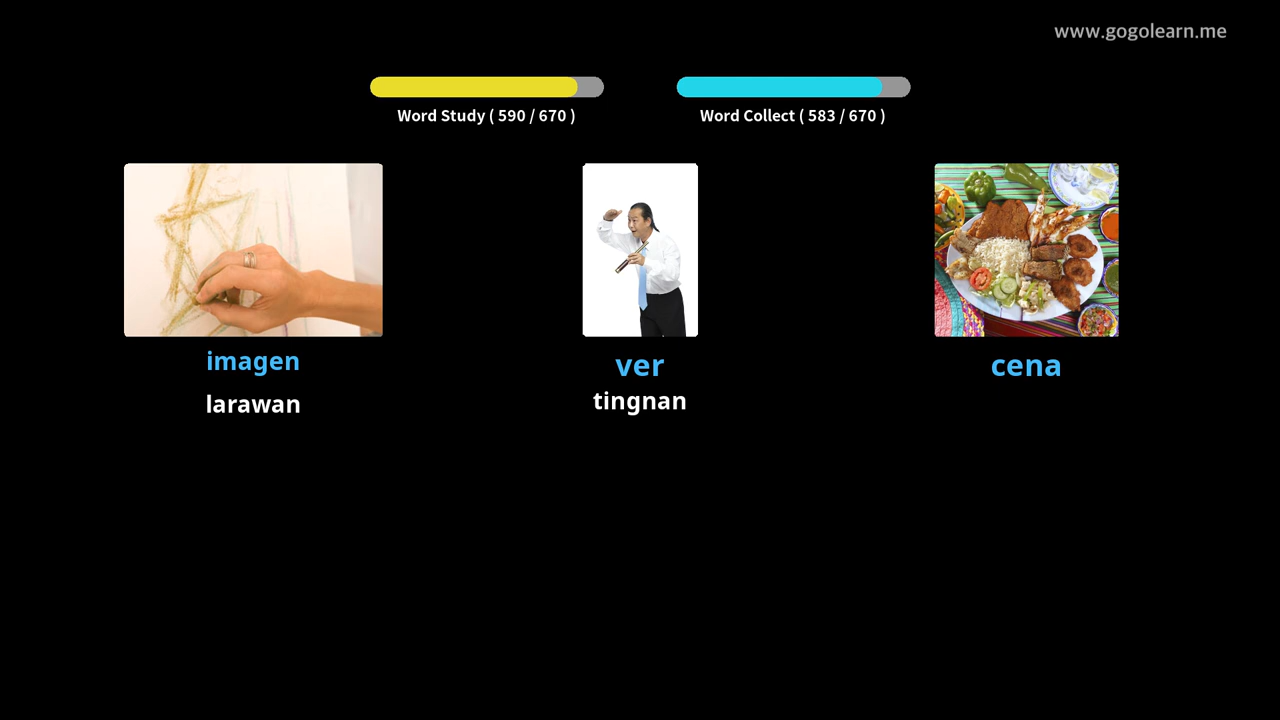 www.gogolearn.me
Word Study ( 590 / 670 )
Word Collect ( 583 / 670 )
imagen
larawan
ver
tingnan
cena